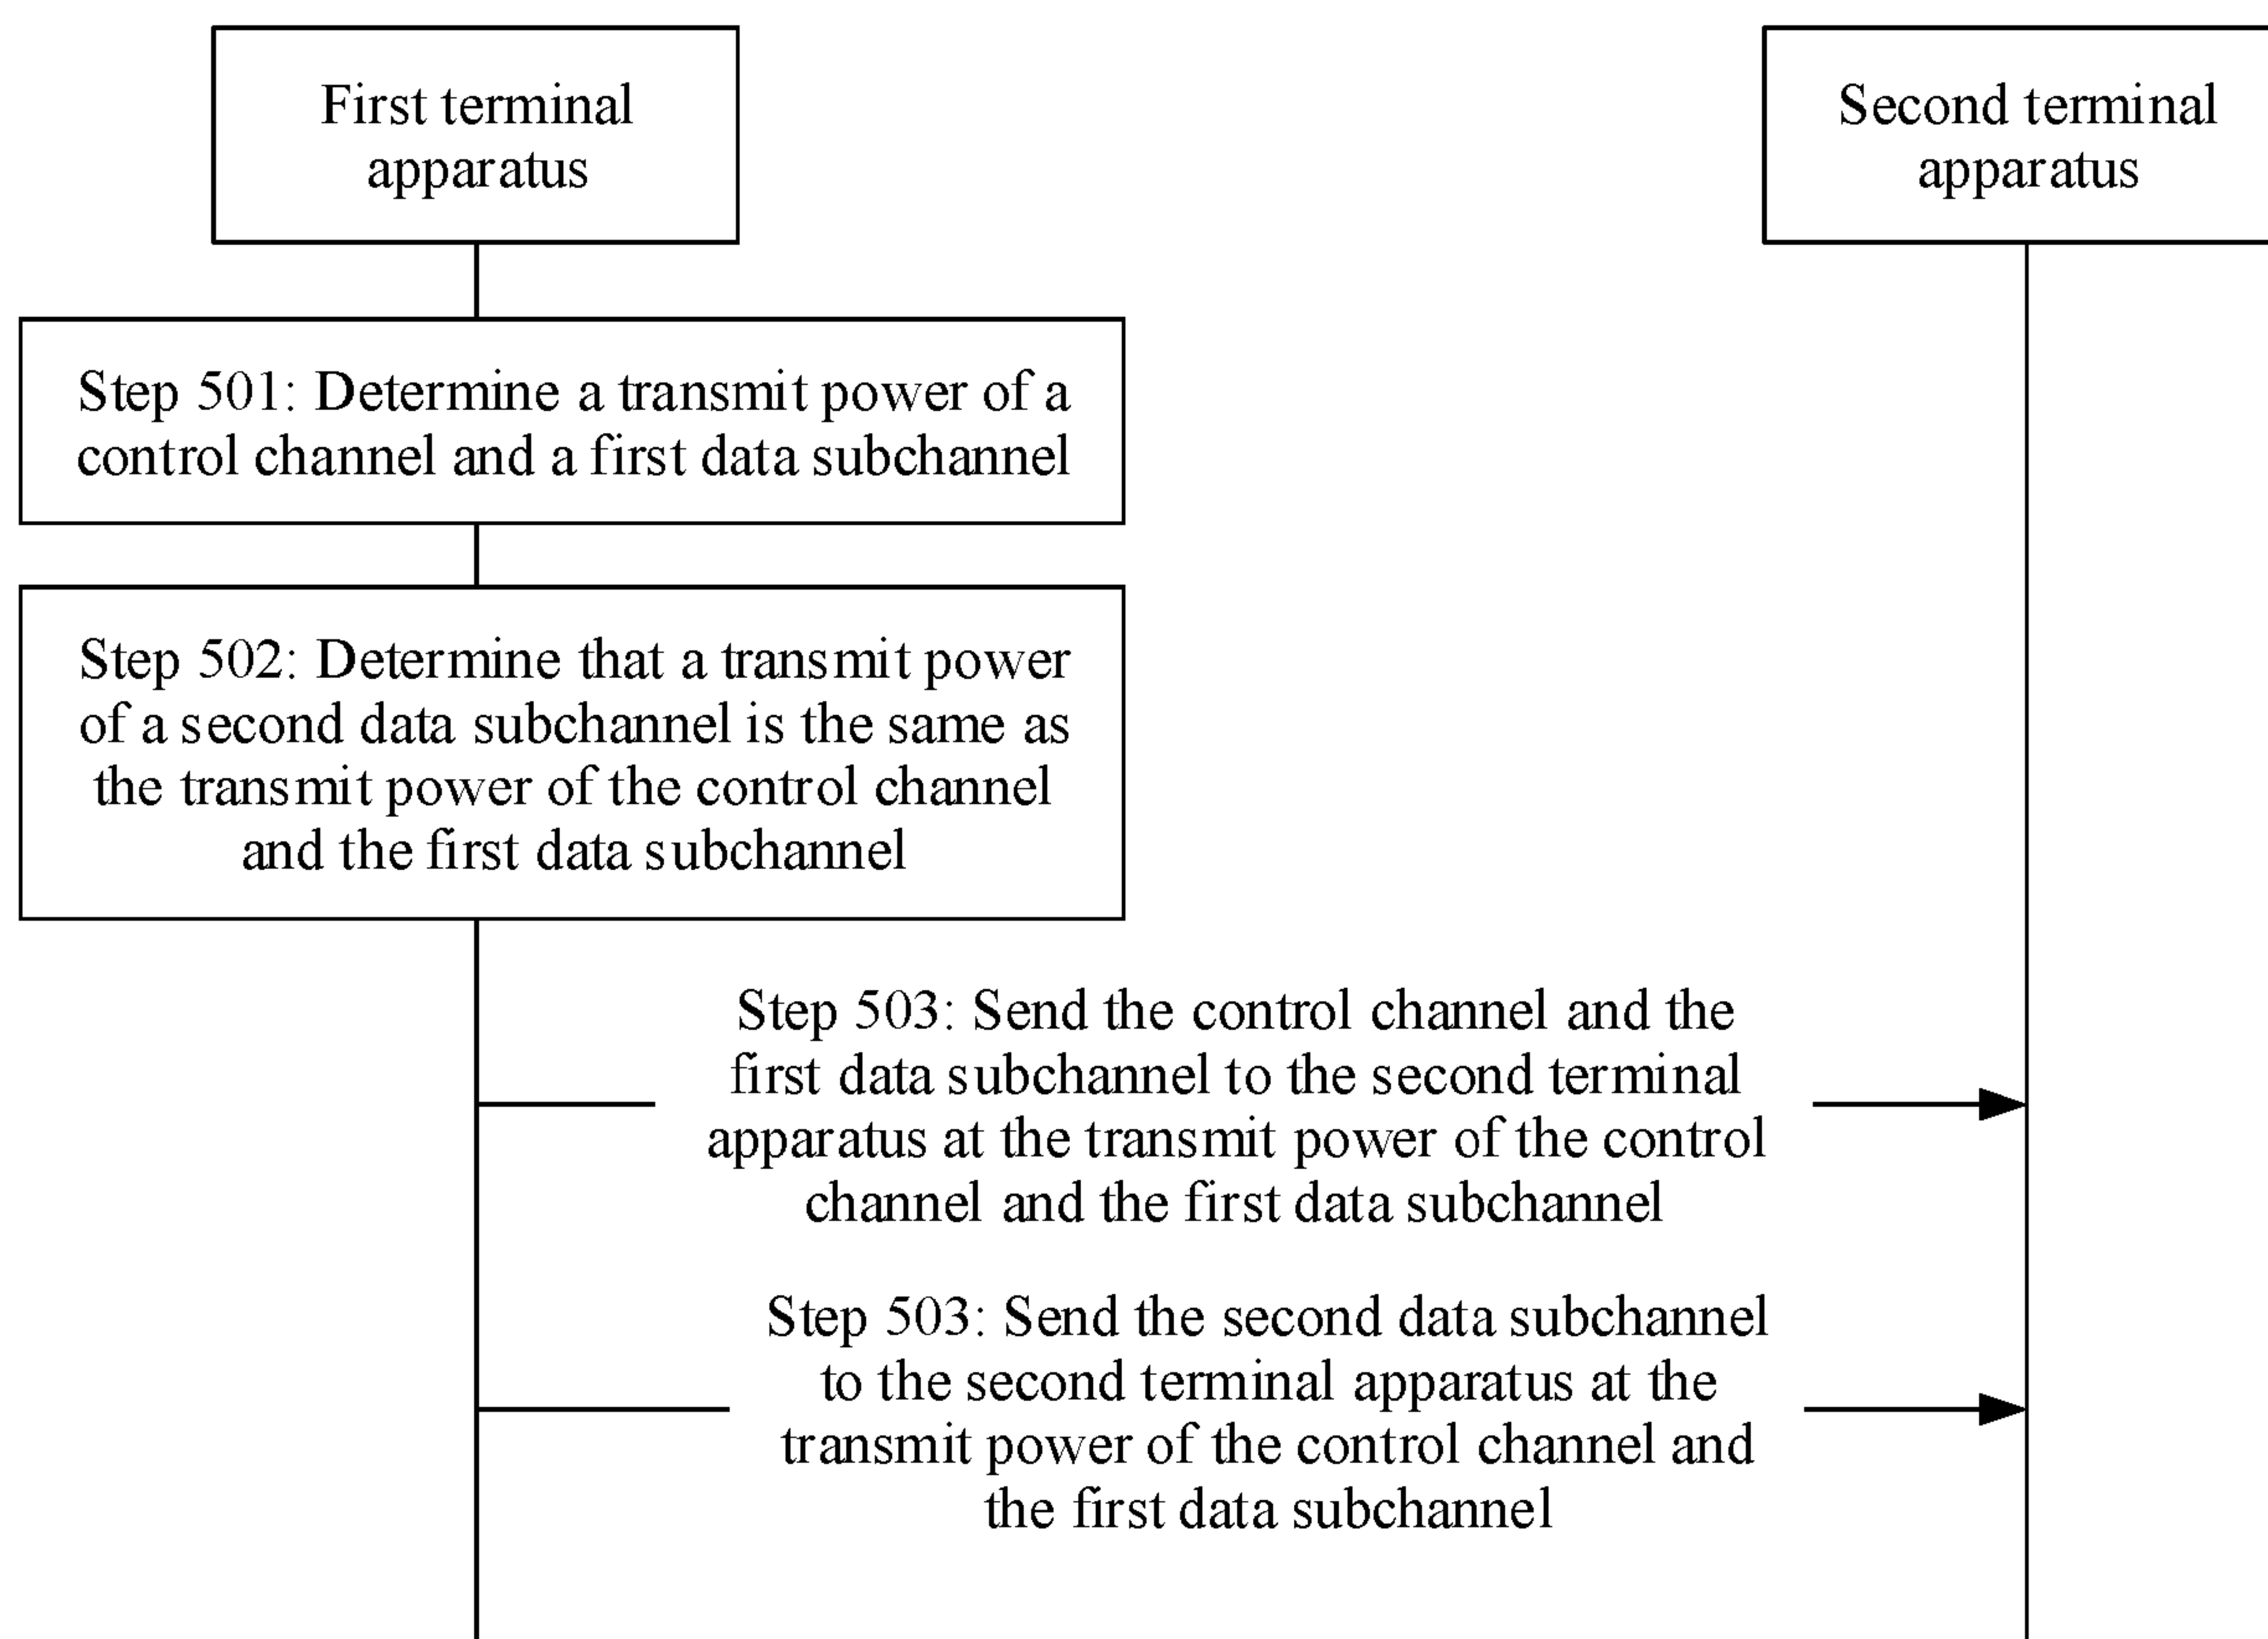 First terminal
apparatus
Second terminal
apparatus
Step 501: Determine a transmit power of a
control channel and a first data subchannel
Step 502: Determine that a transmit power
of a second data subchannel is the same as
the transmit power of the control channel
and the first data subchannel
Step 503: Send the control channel and the
first data subchannel to the second terminal
apparatus at the transmit power of the control
channel and the first data subchannel
Step 503: Send the second data subchannel
to the second terminal apparatus at the
transmit power of the control channel and
the first data subchannel